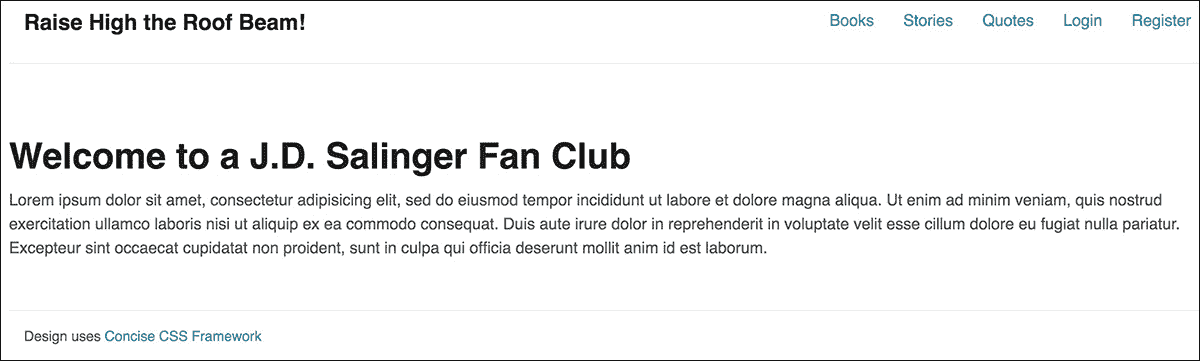 Raise High the Roof Beam!
Books Stories Quotes Login Register
Welcome to a J.D. Salinger Fan Club
Lorem ipsum dolor sit amet, consectetur adipisicing elit, sed do eiusmod tempor incididunt ut labore et dolore magna aliqua. Ut enim ad minim veniam, quis nostrud
exercitation ullamco laboris nisi ut aliquip ex ea commodo consequat. Duis aute irure dolor in reprehenderit in voluptate velit esse cillum dolore eu fugiat nulla pariatur.
Excepteur sint occaecat cupidatat non proident, sunt in culpa qui officia deserunt mollit anim id est laborum.
Design uses Concise CSS Framework